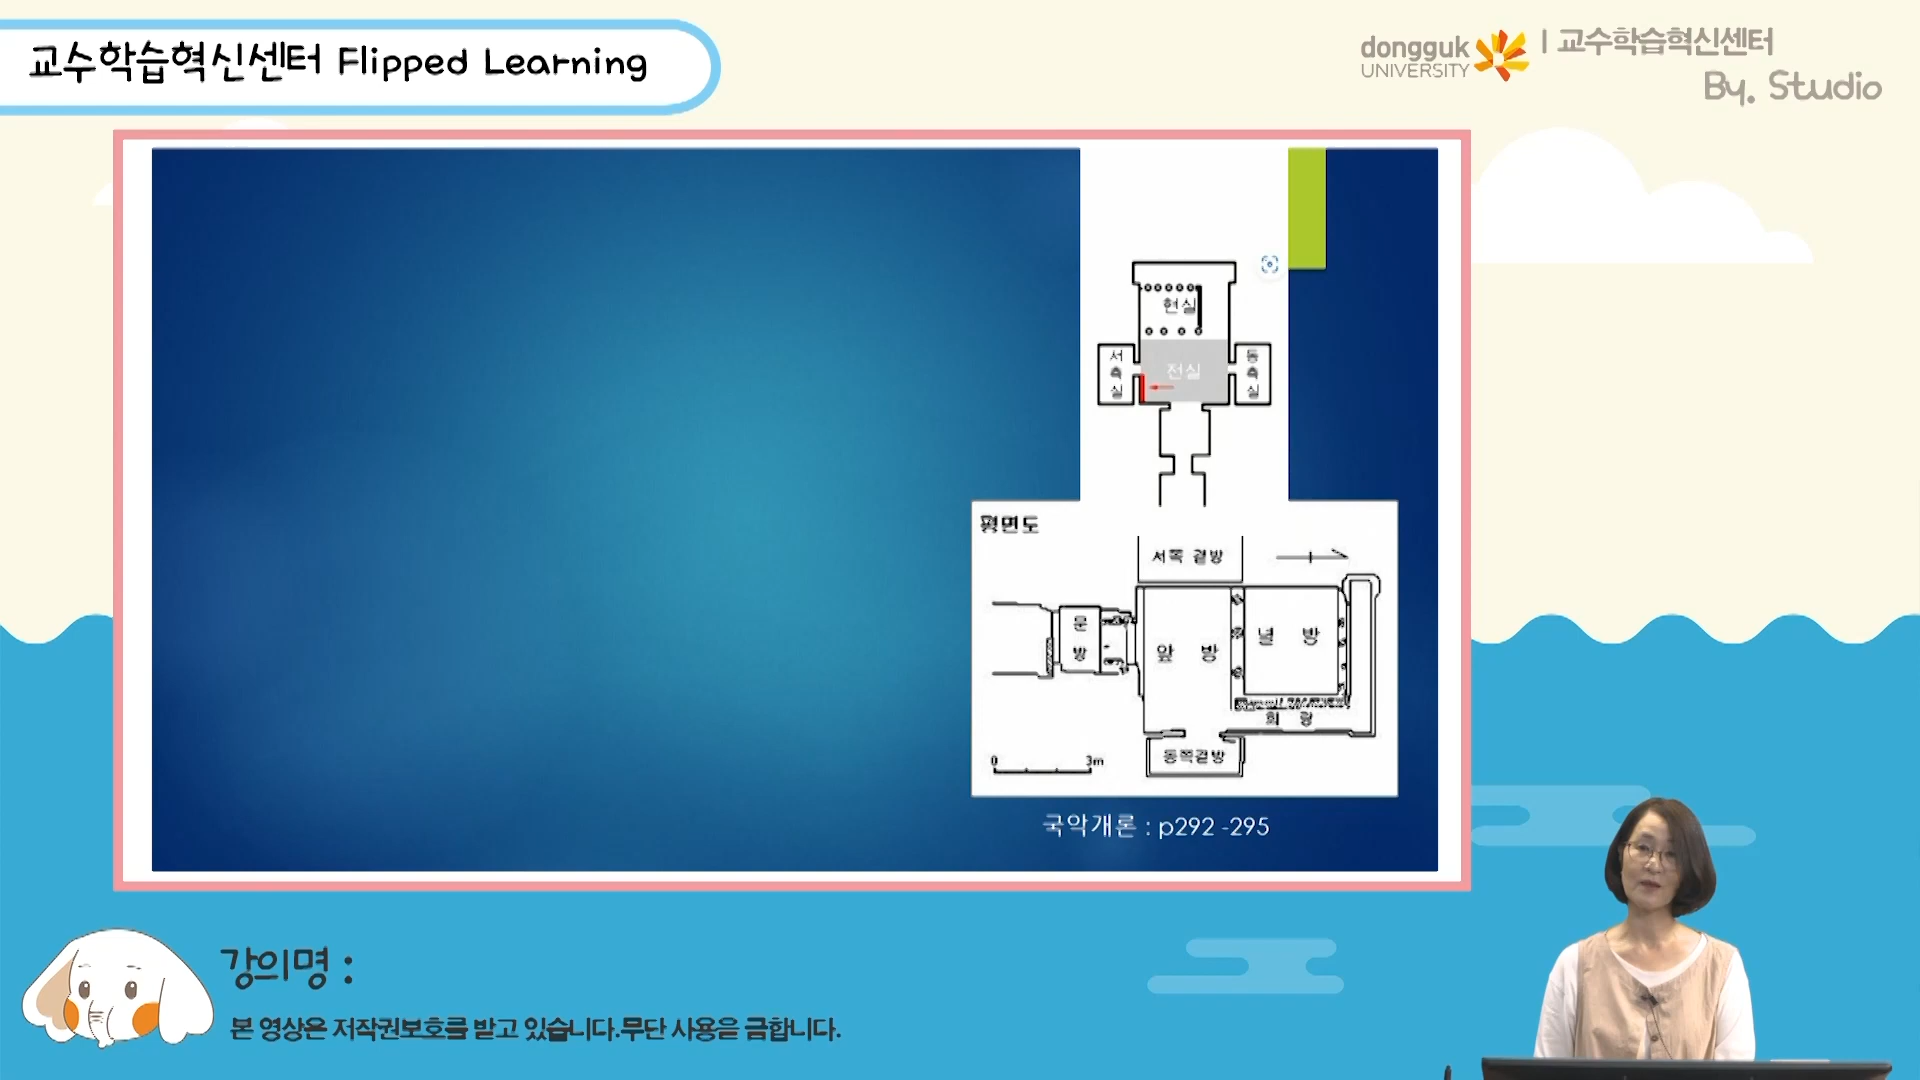 교수학습혁신센터 Flipped Learning
dongguk
UNIVERSITY
| 교수학습혁신센터
By. Studio
현실
서측실
전실
동측실
평면도
서쪽 곁방
문방
앞 방
널 방
회 랑
동쪽곁방
0 3m
국악개론 : p292 -295
강의명 :
본 영상은 저작권보호를 받고 있습니다.무단 사용을 금합니다.